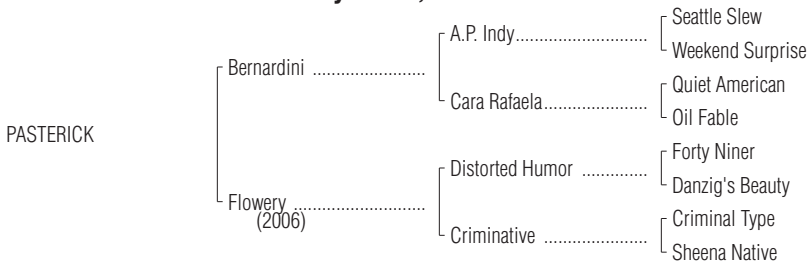 Seattle Slew
A.P. Indy............................
Weekend Surprise
Bernardini ........................
Quiet American
Cara Rafaela......................
Oil Fable
PASTERICK
Forty Niner
Distorted Humor ..............
Danzig's Beauty
Flowery ............................
(2006)
Criminal Type
Criminative ......................
Sheena Native